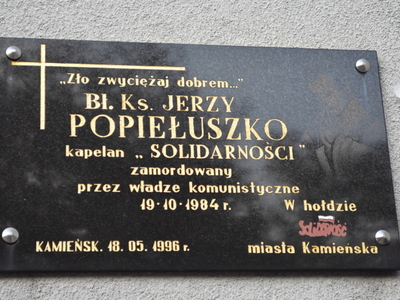 „Zło zwyciężaj dobrem..."
Bł. Ks. JERZY
POPIEŁUSZKO
kapelan „ SOLIDARNOŚCI "
zamordowany
przez władze komunistyczne
19·10·1984 r.
W hołdzie
Solidarność
miasta Kamieńska
KAMIEŃSK. 18. 05. 1996 r.